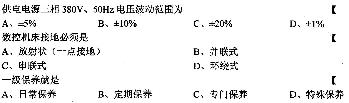 供电电源三相380V、50Hz电压波动范围为 【
A、±5% B、±10% C、±20% D、±1%
数控机床接地必须是 【
A、放射状（一点接地） B、并联式
C、串联式 D、环绕式
一级保养就是 【
A、日常保养 B、定期保养 C、专门保养 D、特殊保养